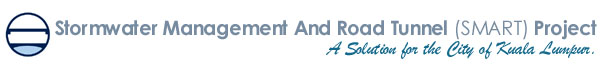 Stormwater Management And Road Tunnel (SMART) Project
A Solution for the City of Kuala Lumpur.